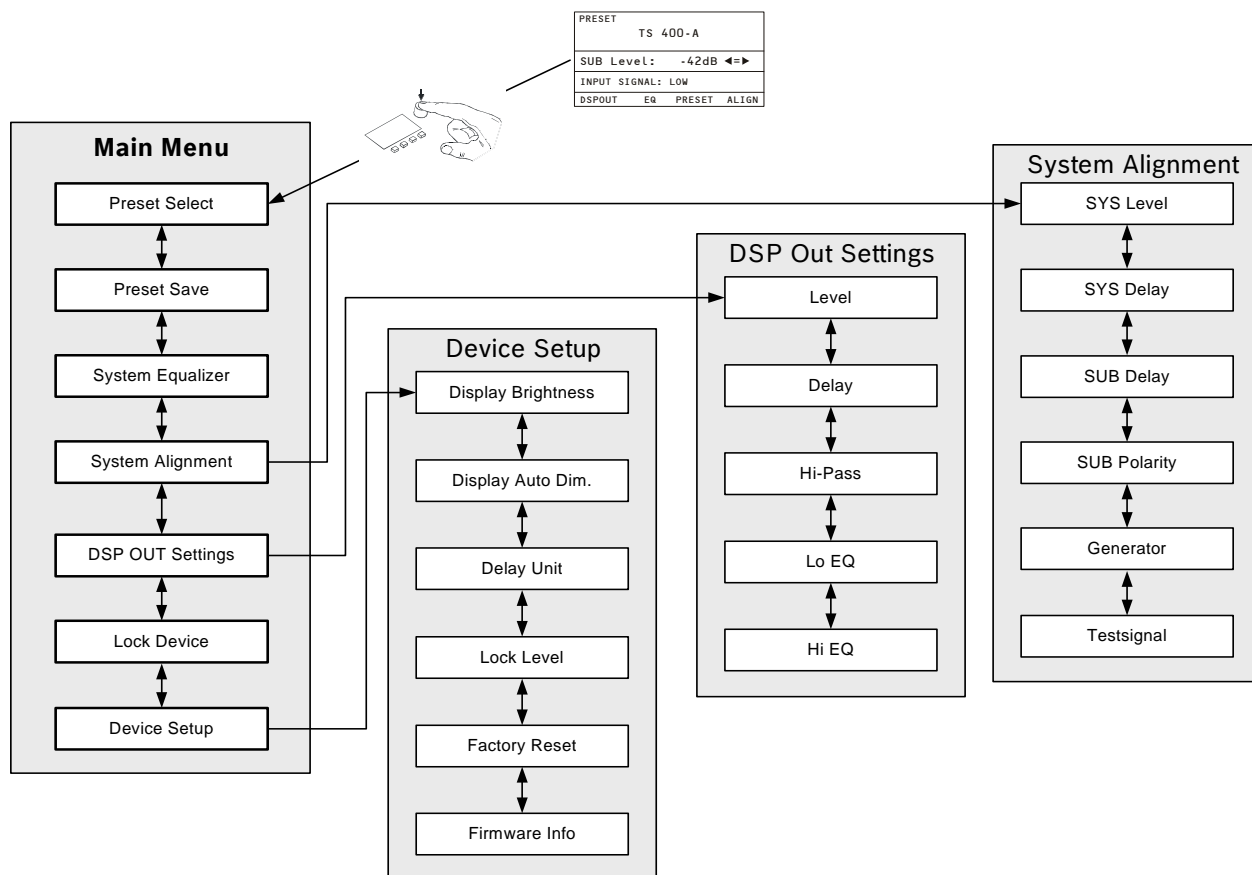 PRESET
TS 400-A
SUB Level: -42dB ◄=►
INPUT SIGNAL: LOW
DSPOUT EQ PRESET ALIGN
Main Menu
Preset Select
Preset Save
System Equalizer
System Alignment
DSP OUT Settings
Lock Device
Device Setup
Device Setup
Display Brightness
Display Auto Dim.
Delay Unit
Lock Level
Factory Reset
Firmware Info
DSP Out Settings
Level
Delay
Hi-Pass
Lo EQ
Hi EQ
System Alignment
SYS Level
SYS Delay
SUB Delay
SUB Polarity
Generator
Testsignal